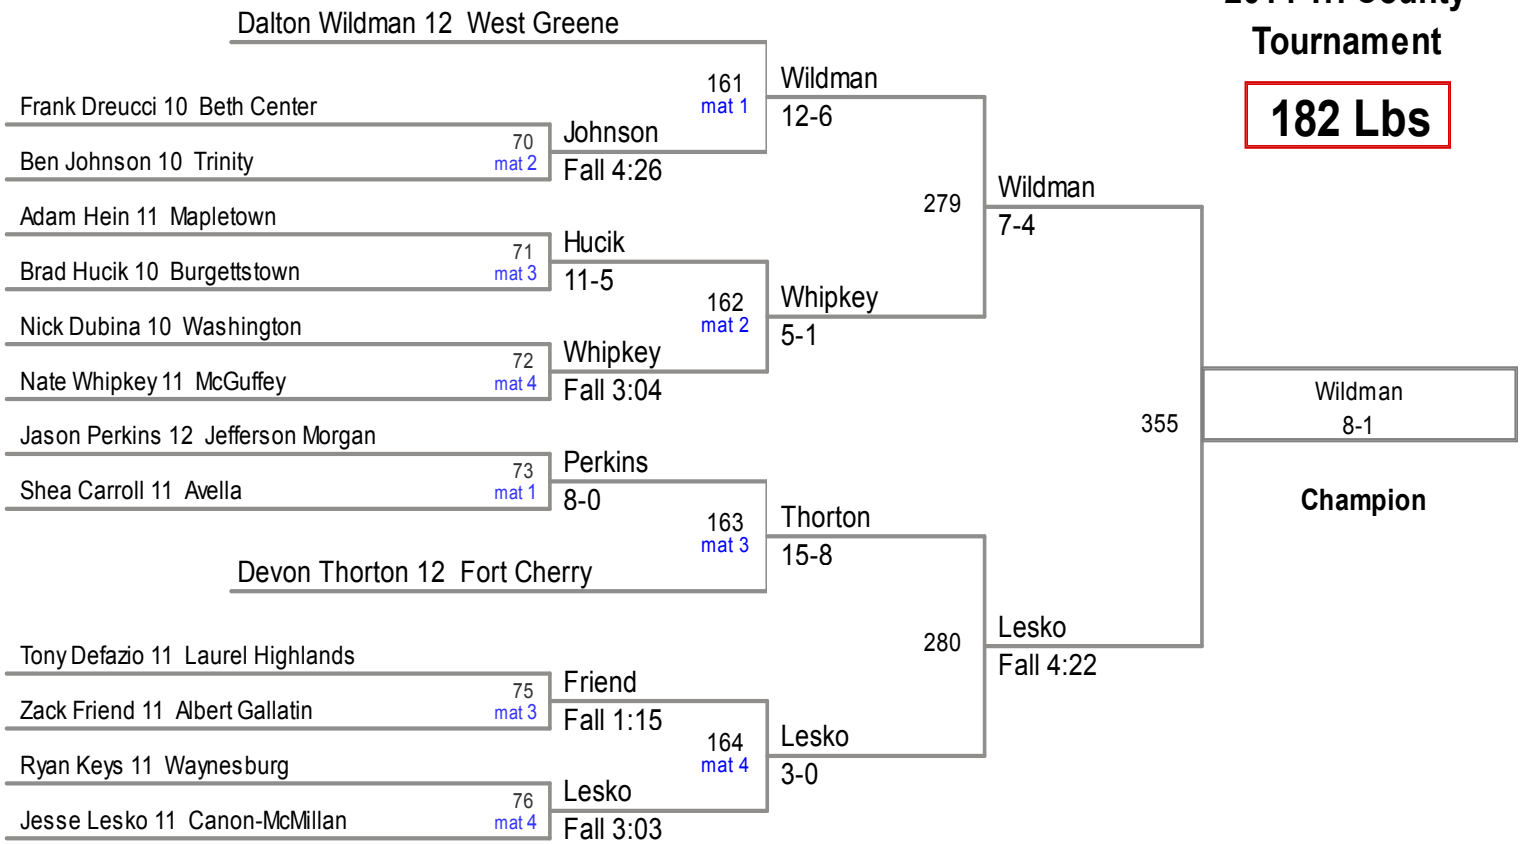 Dalton Wildman 12 West Greene
Tournament
182 Lbs
Frank Dreucci 10 Beth Center
Ben Johnson 10 Trinity
70
mat 2
Johnson
Fall 4:26
161
mat 1
Wildman
12-6
Adam Hein 11 Mapletown
Brad Hucik 10 Burgettstown
71
mat 3
Hucik
11-5
Nick Dubina 10 Washington
Nate Whipkey 11 McGuffey
72
mat 4
Whipkey
Fall 3:04
162
mat 2
Whipkey
5-1
279
Wildman
7-4
Jason Perkins 12 Jefferson Morgan
Shea Carroll 11 Avella
73
mat 1
Perkins
8-0
Devon Thorton 12 Fort Cherry
163
mat 3
Thorton
15-8
Tony Defazio 11 Laurel Highlands
Zack Friend 11 Albert Gallatin
75
mat 3
Friend
Fall 1:15
Ryan Keys 11 Waynesburg
Jesse Lesko 11 Canon-McMillan
76
mat 4
Lesko
Fall 3:03
164
mat 4
Lesko
3-0
280
Lesko
Fall 4:22
355
Wildman
8-1
Champion